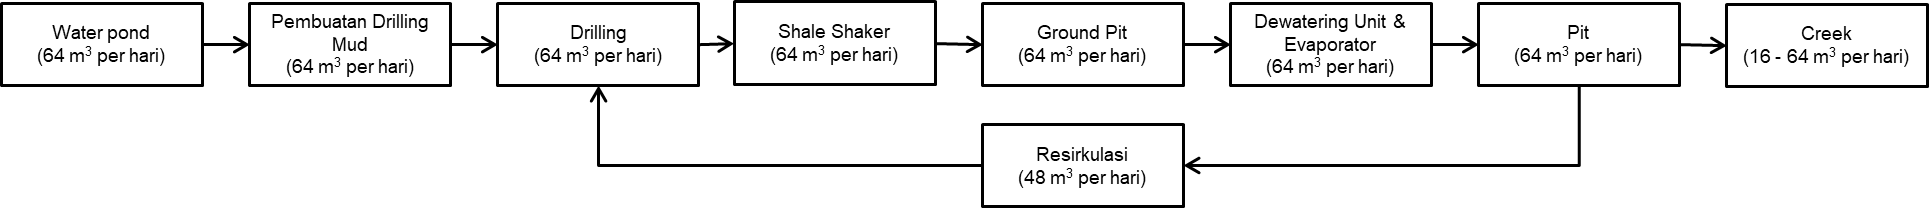 Water pond
(64 m³ per hari)
Pembuatan Drilling
Mud
(64 m³ per hari)
Drilling
(64 m³ per hari)
Shale Shaker
(64 m³ per hari)
Ground Pit
(64 m³ per hari)
Dewatering Unit &
Evaporator
(64 m³ per hari)
Pit
(64 m³ per hari)
Creek
(16 - 64 m³ per hari)
Resirkulasi
(48 m³ per hari)